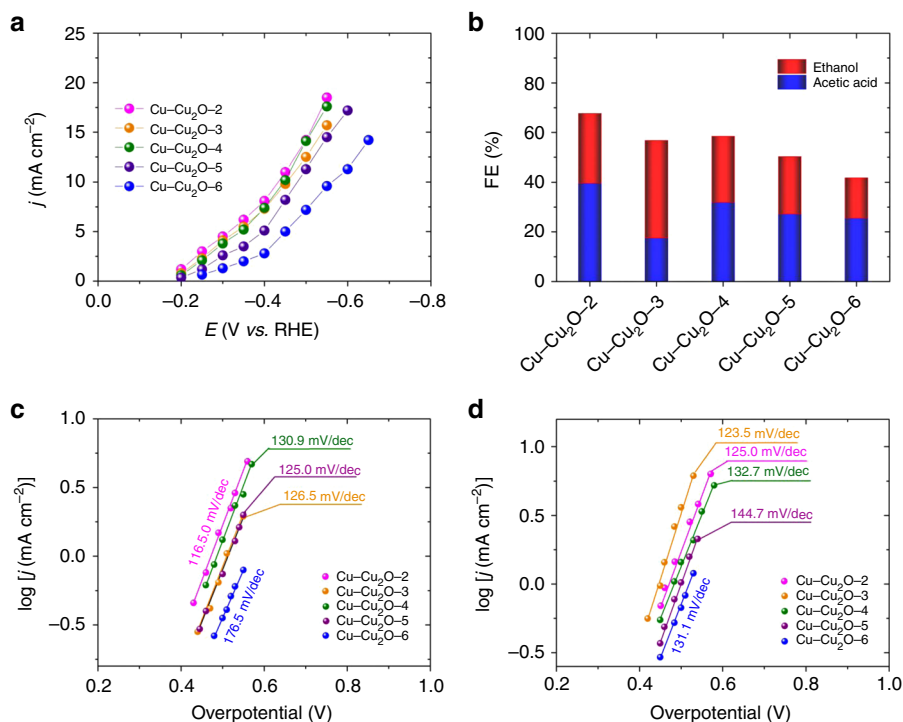 a
25
20
15
10
5
0
j (mA cm⁻²)
Cu–Cu₂O–2
Cu–Cu₂O–3
Cu–Cu₂O–4
Cu–Cu₂O–5
Cu–Cu₂O–6
0.0 –0.2 –0.4 –0.6 –0.8
E (V vs. RHE)
b
100
80
60
40
20
0
FE (%)
Ethanol
Acetic acid
Cu–Cu₂O–2
Cu–Cu₂O–3
Cu–Cu₂O–4
Cu–Cu₂O–5
Cu–Cu₂O–6
c
1.0
0.5
0.0
–0.5
log [j (mA cm⁻²)]
130.9 mV/dec
125.0 mV/dec
126.5 mV/dec
116.5.0 mV/dec
176.5 mV/dec
Cu–Cu₂O–2
Cu–Cu₂O–3
Cu–Cu₂O–4
Cu–Cu₂O–5
Cu–Cu₂O–6
0.2 0.4 0.6 0.8 1.0
Overpotential (V)
d
1.0
0.5
0.0
–0.5
log [j (mA cm⁻²)]
123.5 mV/dec
125.0 mV/dec
132.7 mV/dec
144.7 mV/dec
131.1 mV/dec
Cu–Cu₂O–2
Cu–Cu₂O–3
Cu–Cu₂O–4
Cu–Cu₂O–5
Cu–Cu₂O–6
0.2 0.4 0.6 0.8 1.0
Overpotential (V)